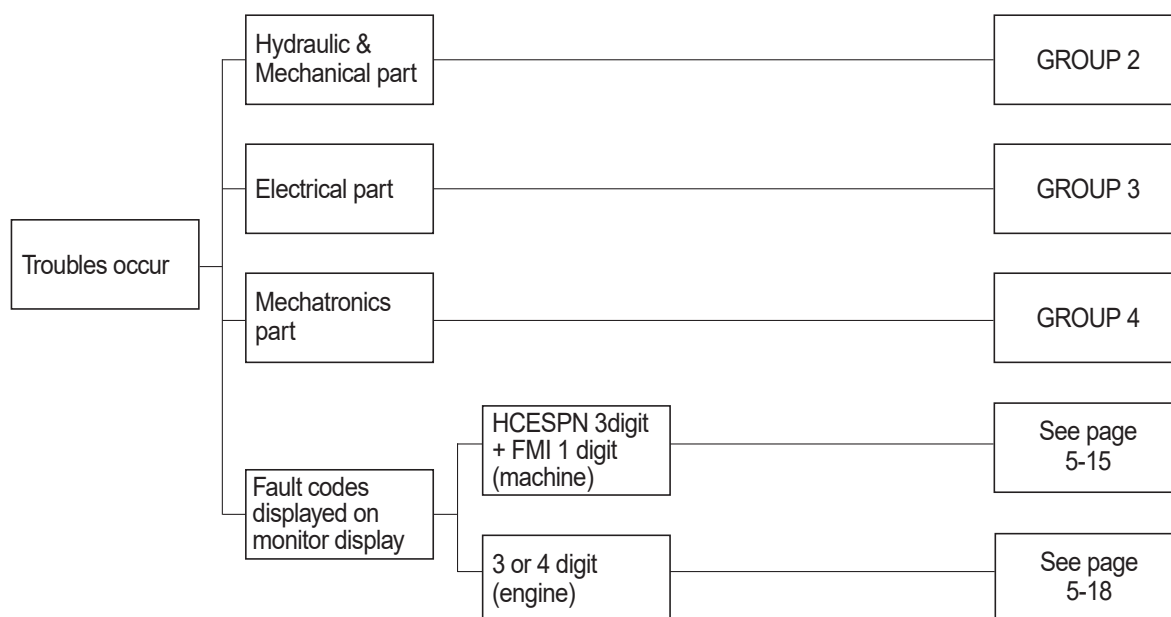 Hydraulic &
Mechanical part
GROUP 2
Electrical part
GROUP 3
Troubles occur
Mechatronics
part
GROUP 4
HCESPN 3digit
+ FMI 1 digit
(machine)
See page
5-15
Fault codes
displayed on
monitor display
3 or 4 digit
(engine)
See page
5-18